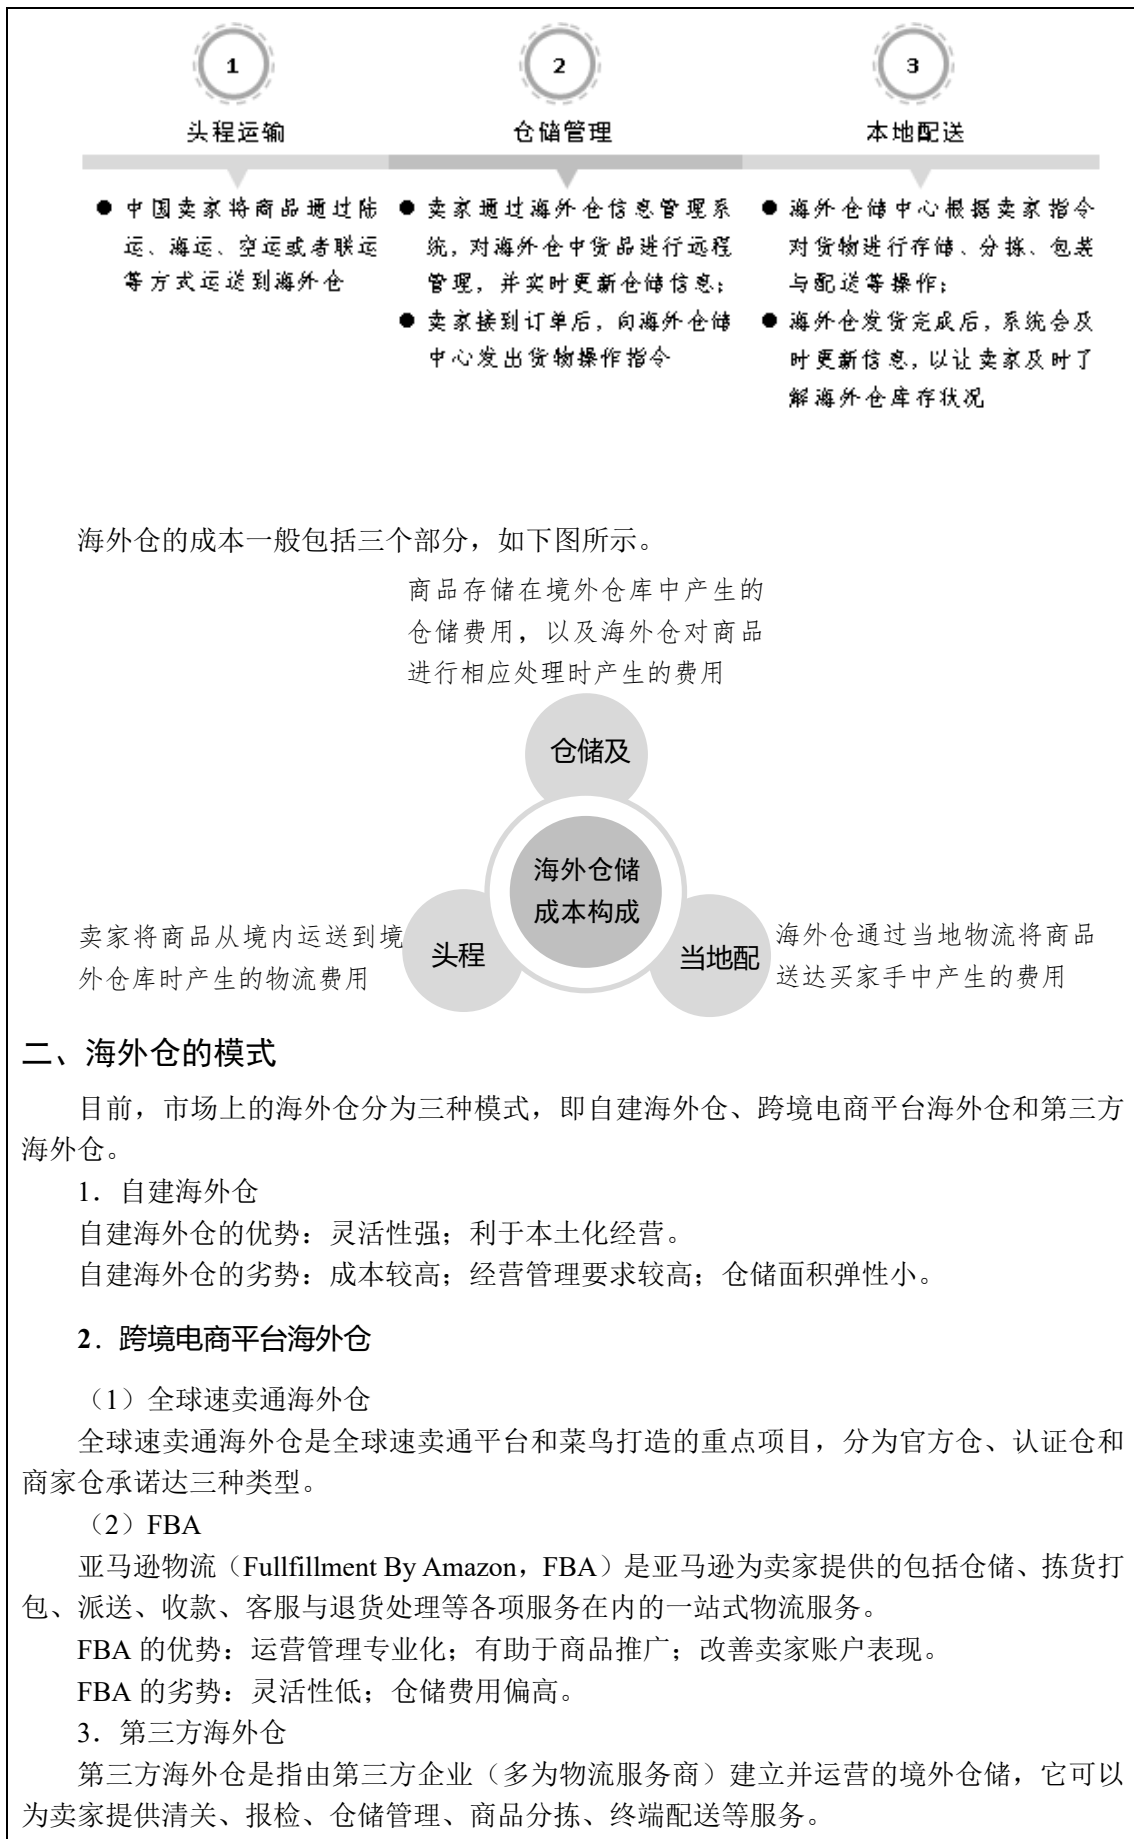 1
头程运输
● 中国卖家将商品通过陆
运、海运、空运或者联运
等方式运送到海外仓
2
仓储管理
● 卖家通过海外仓信息管理系
统，对海外仓中货品进行远程
管理，并实时更新仓储信息；
● 卖家接到订单后，向海外仓储
中心发出货物操作指令
3
本地配送
● 海外仓储中心根据卖家指令
对货物进行存储、分拣、包装
与配送等操作；
● 海外仓发货完成后，系统会及
时更新信息，以让卖家及时了
解海外仓库存状况
海外仓的成本一般包括三个部分，如下图所示。
商品存储在境外仓库中产生的
仓储费用，以及海外仓对商品
进行相应处理时产生的费用
仓储及
海外仓储
成本构成
卖家将商品从境内运送到境
外仓库时产生的物流费用
头程
当地配
海外仓通过当地物流将商品
送达买家手中产生的费用
二、海外仓的模式
目前，市场上的海外仓分为三种模式，即自建海外仓、跨境电商平台海外仓和第三方
海外仓。
1．自建海外仓
自建海外仓的优势：灵活性强；利于本土化经营。
自建海外仓的劣势：成本较高；经营管理要求较高；仓储面积弹性小。
2．跨境电商平台海外仓
（1）全球速卖通海外仓
全球速卖通海外仓是全球速卖通平台和菜鸟打造的重点项目，分为官方仓、认证仓和
商家仓承诺达三种类型。
（2）FBA
亚马逊物流（Fullfillment By Amazon，FBA）是亚马逊为卖家提供的包括仓储、拣货打
包、派送、收款、客服与退货处理等各项服务在内的一站式物流服务。
FBA 的优势：运营管理专业化；有助于商品推广；改善卖家账户表现。
FBA 的劣势：灵活性低；仓储费用偏高。
3．第三方海外仓
第三方海外仓是指由第三方企业（多为物流服务商）建立并运营的境外仓储，它可以
为卖家提供清关、报检、仓储管理、商品分拣、终端配送等服务。